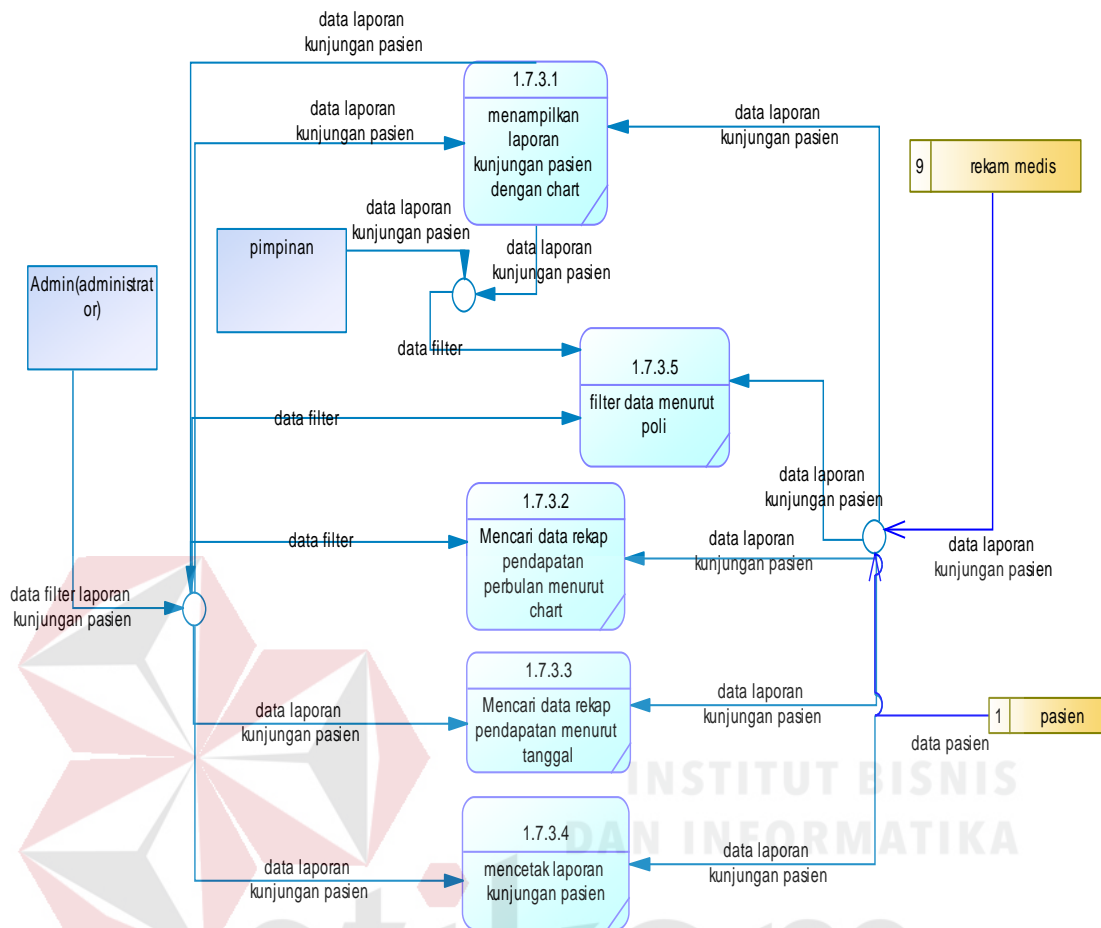 data laporan
kunjungan pasien
1.7.3.1
menampilkan
laporan
kunjungan pasien
dengan chart
data laporan
kunjungan pasien
data laporan
kunjungan pasien
9 rekam medis
data laporan
kunjungan pasien
pimpinan
data laporan
kunjungan pasien
Admin(administrat
or)
data filter
1.7.3.5
filter data menurut
poli
data filter
data laporan
kunjungan pasien
1.7.3.2
Mencari data rekap
pendapatan
perbulan menurut
chart
data filter
data laporan
kunjungan pasien
data laporan
kunjungan pasien
data filter laporan
kunjungan pasien
1.7.3.3
Mencari data rekap
pendapatan menurut
tanggal
data laporan
kunjungan pasien
data laporan
kunjungan pasien
1 pasien
data pasien
INSTITUT BISNIS
DAN INFORMATIKA
1.7.3.4
mencetak laporan
kunjungan pasien
data laporan
kunjungan pasien
data laporan
kunjungan pasien